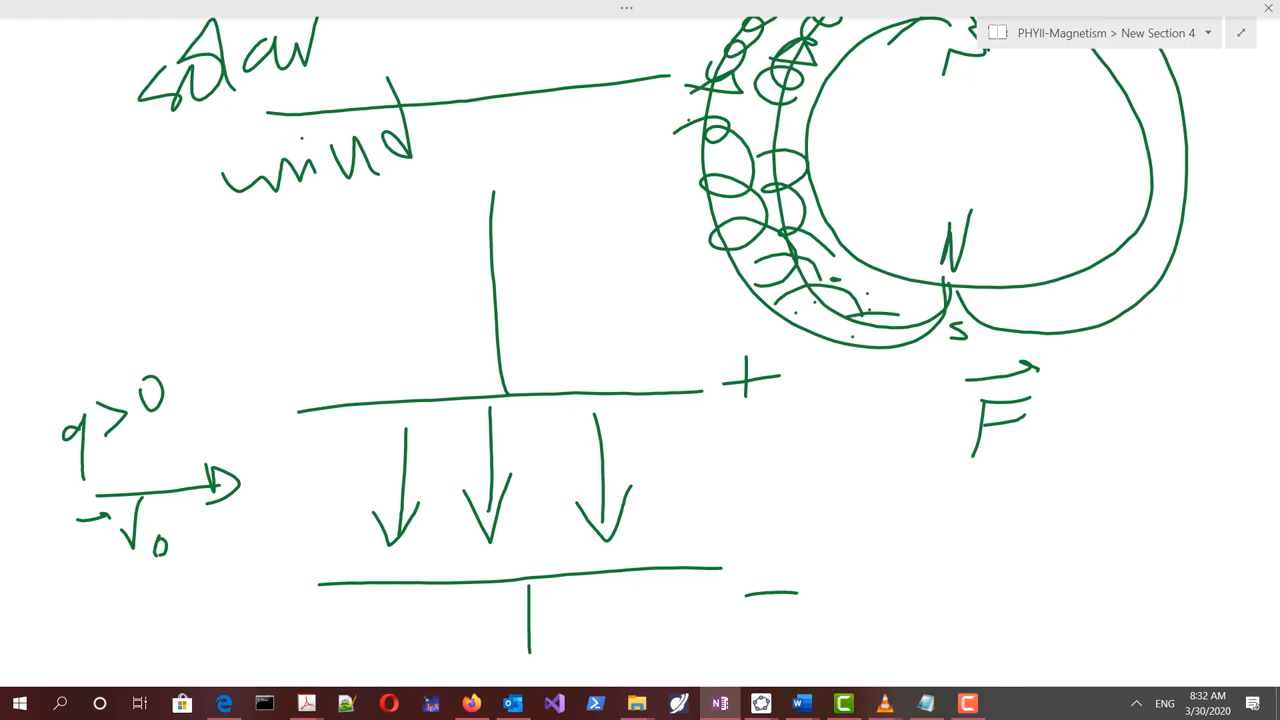 solar
wind
PHYII-Magnetism > New Section 4
N
S
+
F
q > 0
v0
−
ENG
8:32 AM
3/30/2020